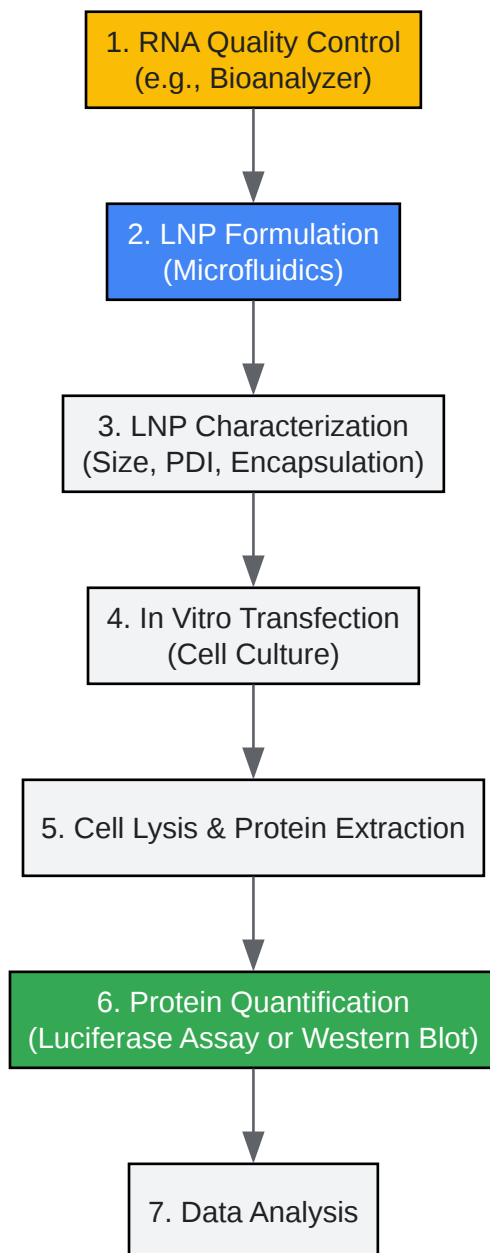 1. RNA Quality Control
(e.g., Bioanalyzer)
2. LNP Formulation
(Microfluidics)
3. LNP Characterization
(Size, PDI, Encapsulation)
4. In Vitro Transfection
(Cell Culture)
5. Cell Lysis & Protein Extraction
6. Protein Quantification
(Luciferase Assay or Western Blot)
7. Data Analysis